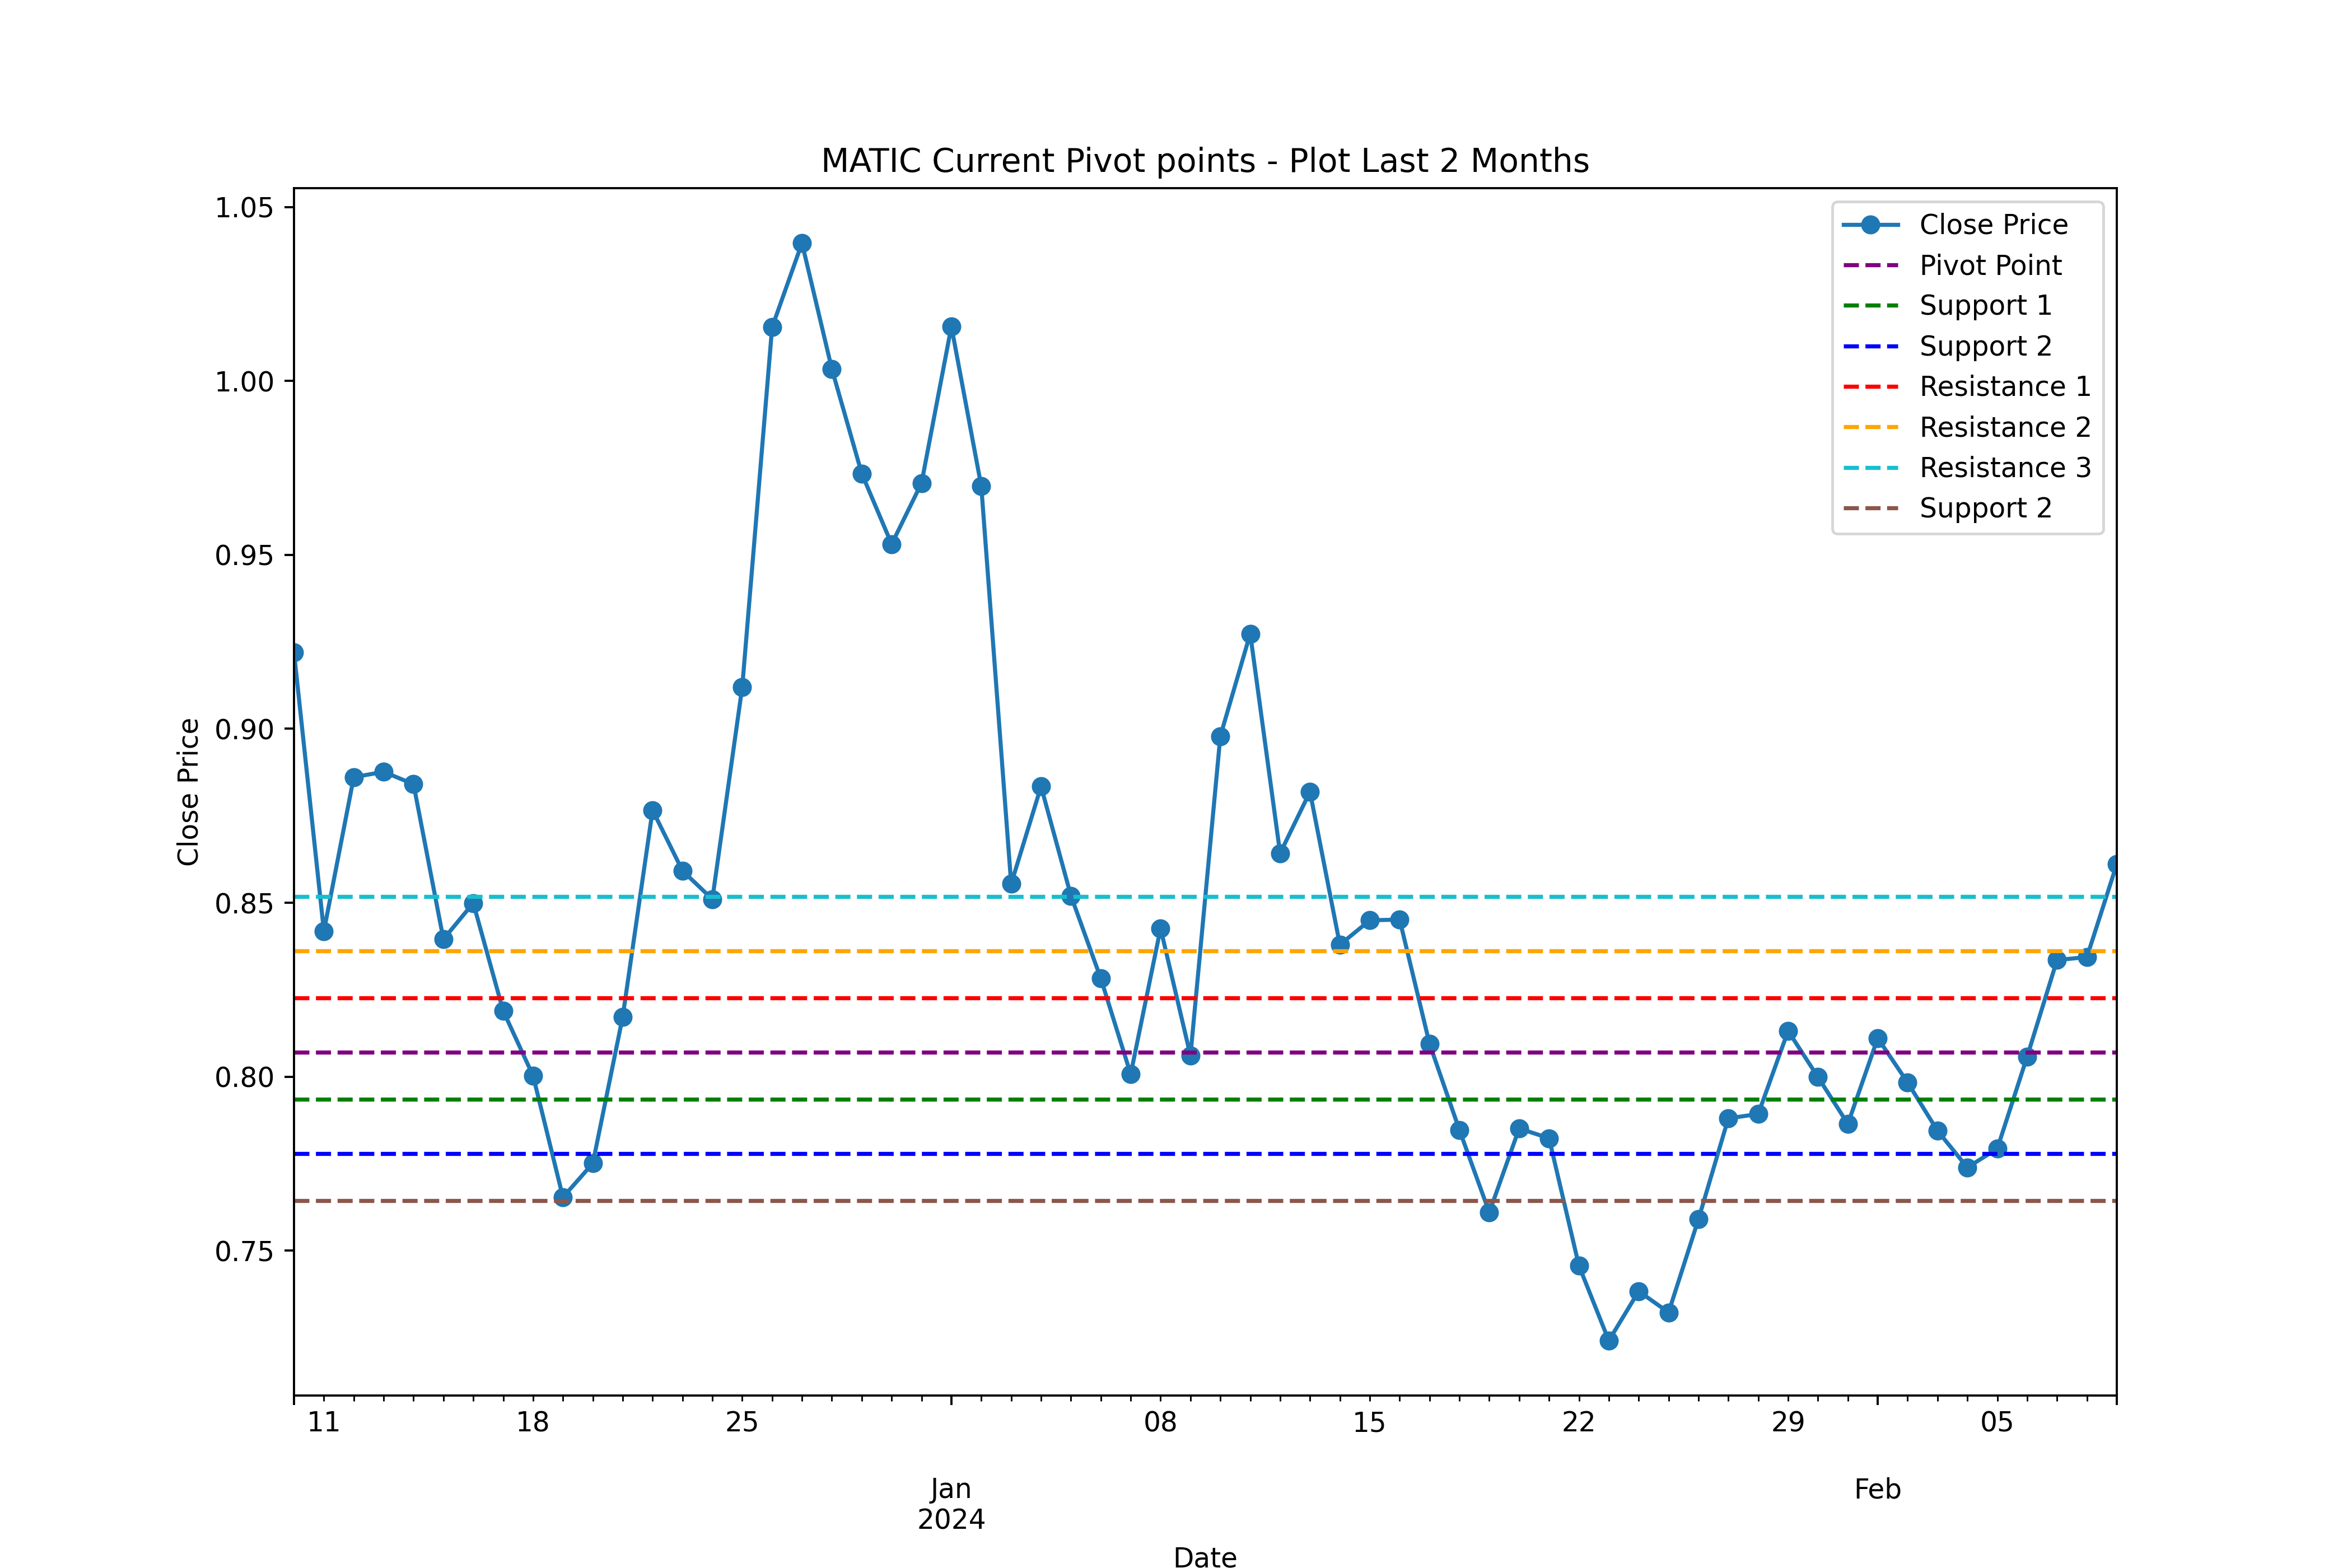 MATIC Current Pivot points - Plot Last 2 Months
1.05
1.00
0.95
0.90
0.85
0.80
0.75
Close Price
Close Price
Pivot Point
Support 1
Support 2
Resistance 1
Resistance 2
Resistance 3
Support 2
11 18 25 08 15 22 29 05
Jan Feb
2024
Date